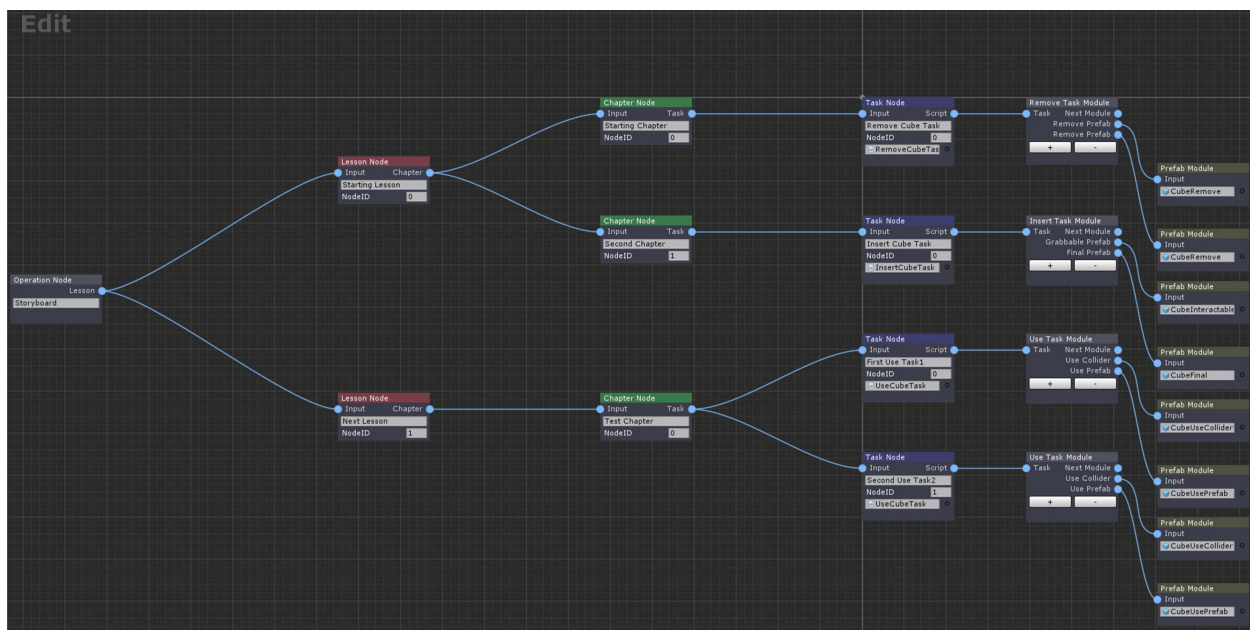 Edit
Operation Node
Lesson
Storyboard
Lesson Node
Input Chapter
Starting Lesson
NodeID 0
Lesson Node
Input Chapter
Next Lesson
NodeID 1
Chapter Node
Input Task
Starting Chapter
NodeID 0
Chapter Node
Input Task
Second Chapter
NodeID 1
Chapter Node
Input Task
Test Chapter
NodeID 0
Task Node
Input Script
Remove Cube Task
NodeID 0
RemoveCubeTas
Task Node
Input Script
Insert Cube Task
NodeID 0
InsertCubeTask
Task Node
Input Script
First Use Task1
NodeID 0
UseCubeTask
Task Node
Input Script
Second Use Task2
NodeID 1
UseCubeTask
Remove Task Module
Task Next Module
Remove Prefab
Remove Prefab
+ -
Insert Task Module
Task Next Module
Grabbable Prefab
Final Prefab
+ -
Use Task Module
Task Next Module
Use Collider
Use Prefab
+ -
Use Task Module
Task Next Module
Use Collider
Use Prefab
+ -
Prefab Module
Input
CubeRemove
Prefab Module
Input
CubeRemove
Prefab Module
Input
CubeInteractable
Prefab Module
Input
CubeFinal
Prefab Module
Input
CubeUseCollider
Prefab Module
Input
CubeUsePrefab
Prefab Module
Input
CubeUseCollider
Prefab Module
Input
CubeUsePrefab